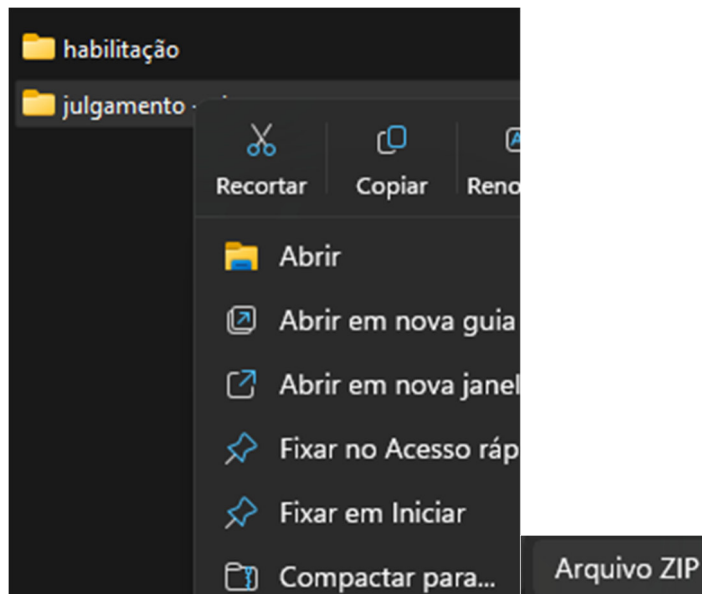 habilitação
julgamento -
Recortar Copiar Reno
Abrir
Abrir em nova guia
Abrir em nova janel
Fixar no Acesso ráp
Fixar em Iniciar
Compactar para... Arquivo ZIP